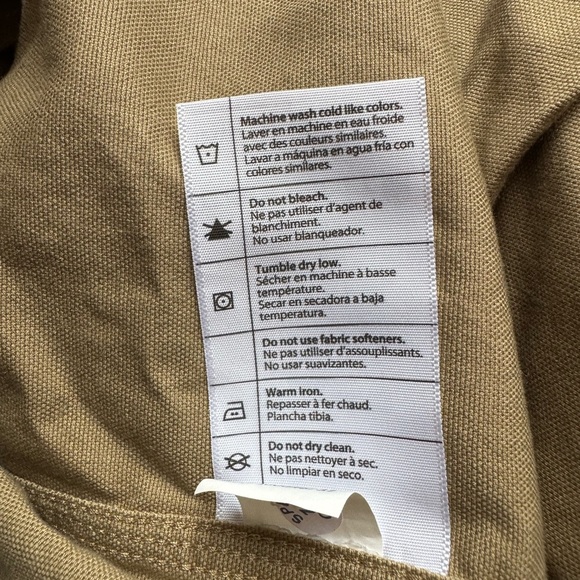 Machine wash cold like colors.
Laver en machine en eau froide
avec des couleurs similaires.
Lavar a máquina en agua fría con
colores similares.
Do not bleach.
Ne pas utiliser d'agent de
blanchiment.
No usar blanqueador.
Tumble dry low.
Sécher en machine à basse
température.
Secar en secadora a baja
temperatura.
Do not use fabric softeners.
Ne pas utiliser d'assouplissants.
No usar suavizantes.
Warm iron.
Repasser à fer chaud.
Plancha tibia.
Do not dry clean.
Ne pas nettoyer à sec.
No limpiar en seco.